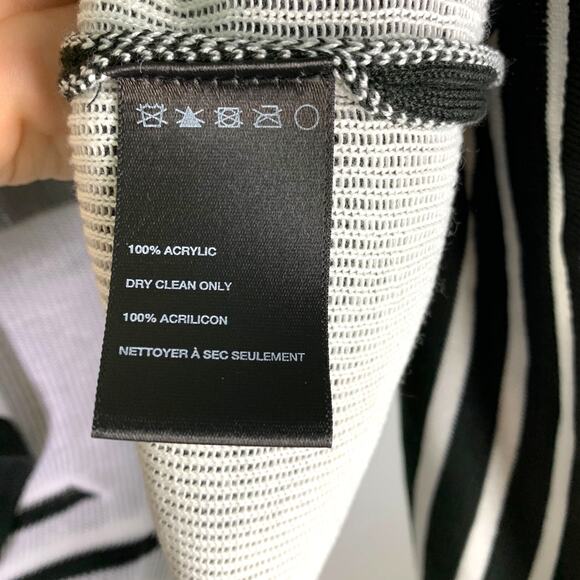 100% ACRYLIC
DRY CLEAN ONLY
100% ACRILICON
NETTOYER À SEC SEULEMENT